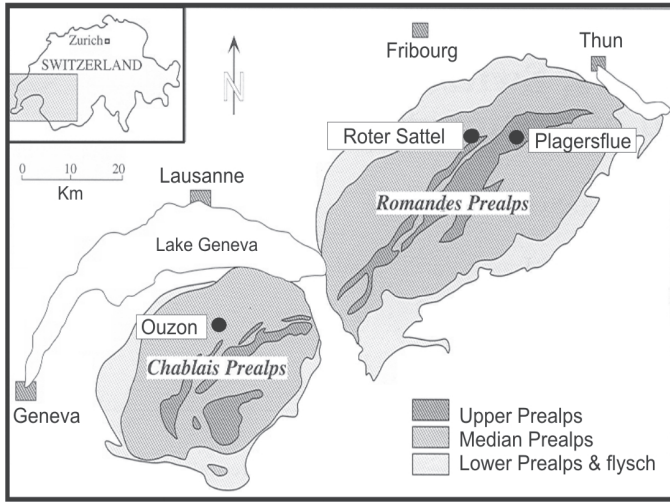 Zurich
SWITZERLAND
N
Fribourg
Thun
Roter Sattel
Plagersflue
0 10 20
Km
Lausanne
Romandes Prealps
Lake Geneva
Ouzon
Chablais Prealps
Geneva
Upper Prealps
Median Prealps
Lower Prealps & flysch